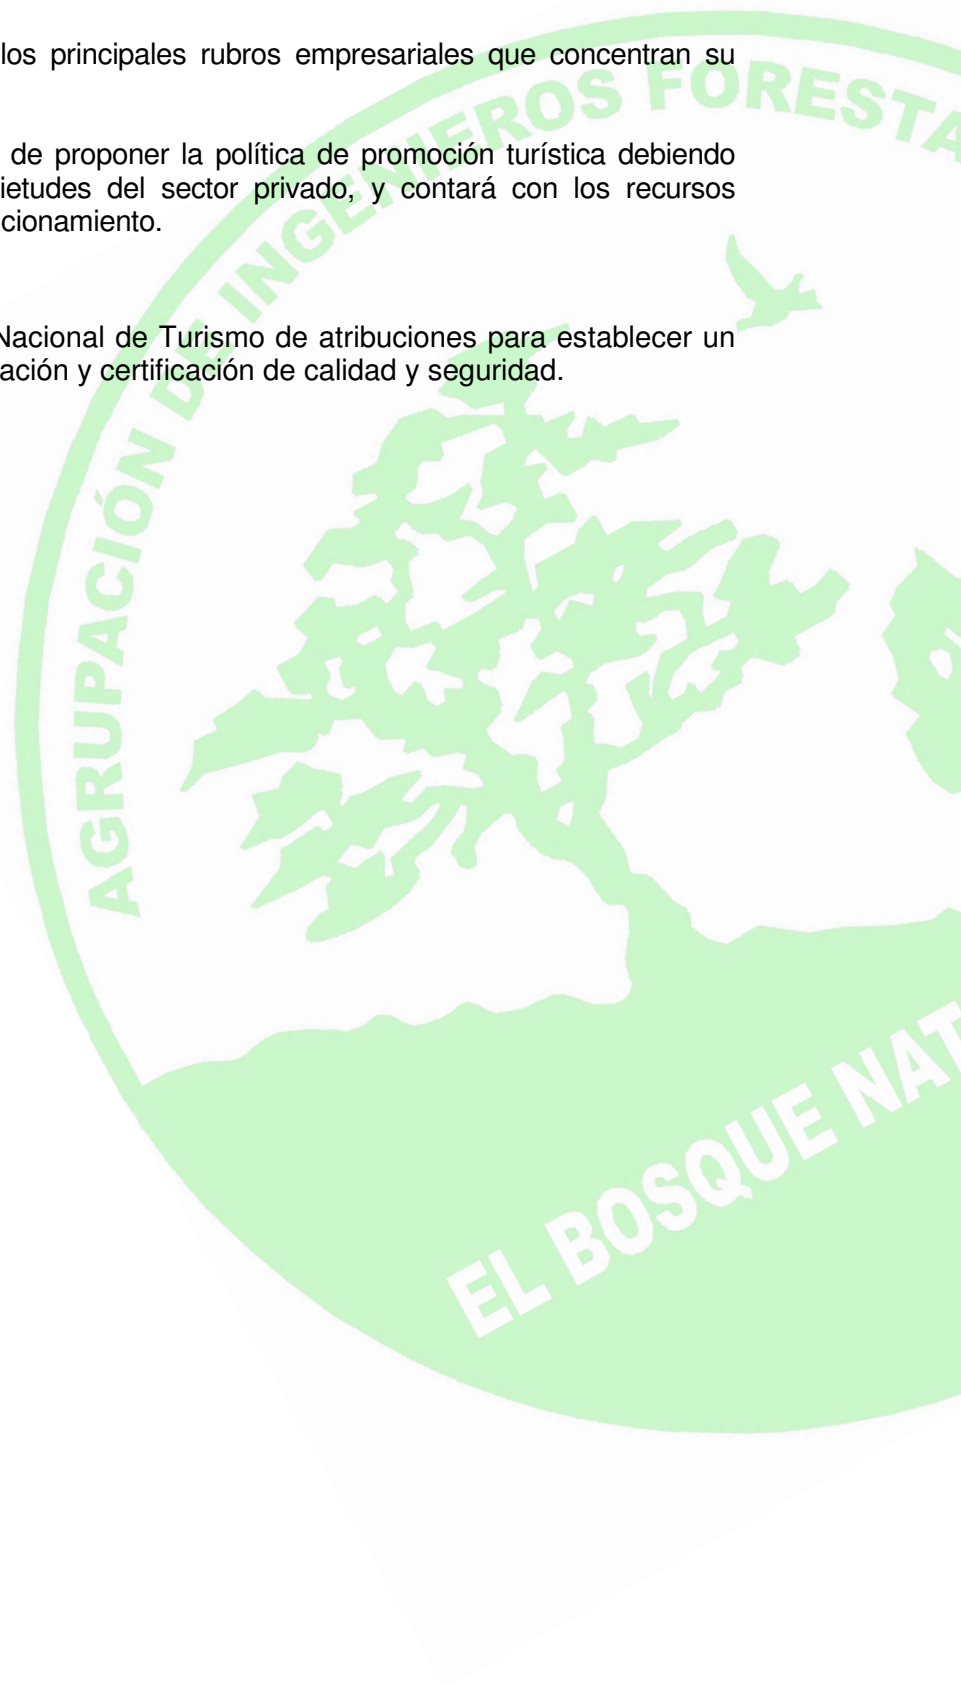 los principales rubros empresariales que concentran su
de proponer la política de promoción turística debiendo
ietudes del sector privado, y contará con los recursos
cionamiento.
Nacional de Turismo de atribuciones para establecer un
ación y certificación de calidad y seguridad.
AGRUPACIÓN DE INGENIEROS FORESTA
EL BOSQUE NAT